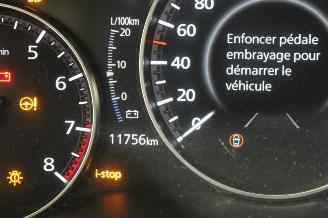 L/100km
20
10
0
11756km
i-stop
min
5
6
7
8
80
60
40
20
0
Enfoncer pédale
embrayage pour
démarrer le
véhicule